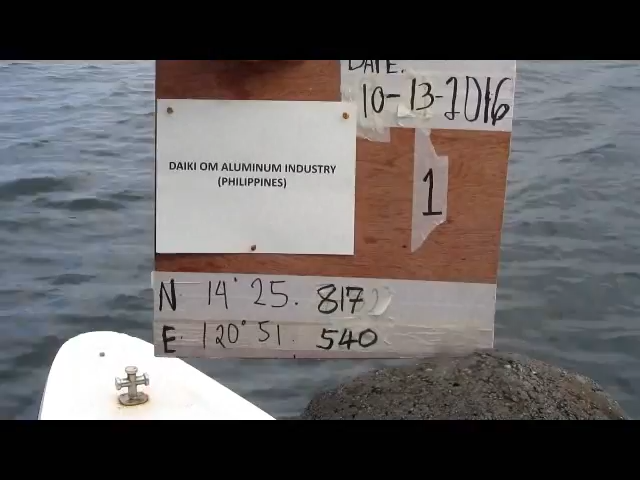 DATE:
10-13-2016
DAIKI OM ALUMINUM INDUSTRY
(PHILIPPINES)
1
N 14° 25. 817
E 120° 51. 540